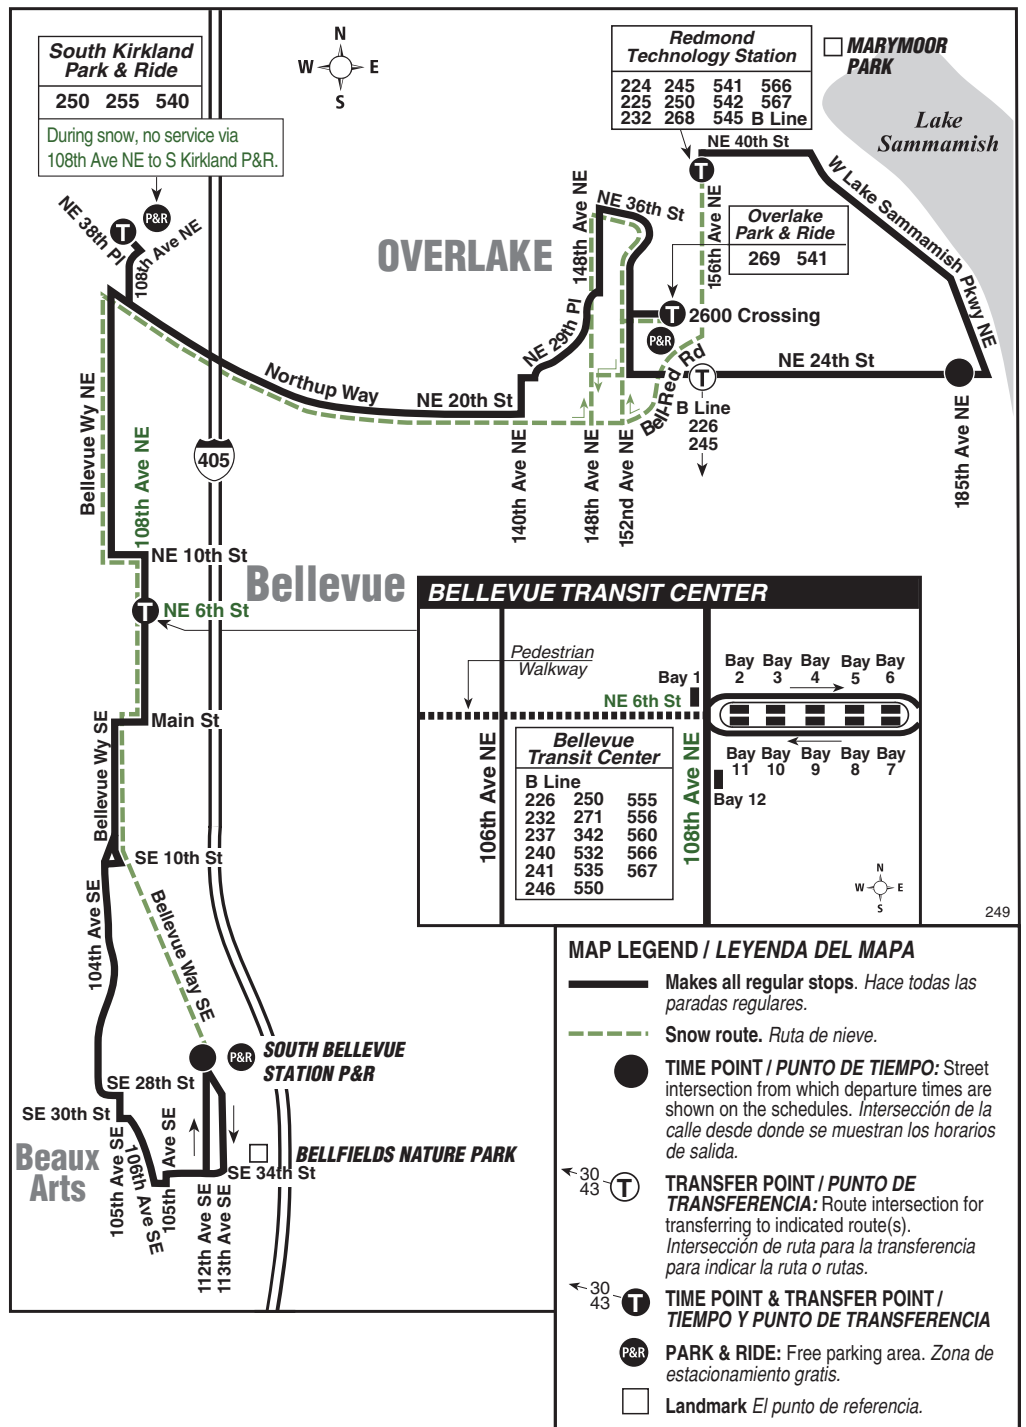 South Kirkland
Park & Ride
250 255 540
During snow, no service via
108th Ave NE to S Kirkland P&R.
N
W E
S
Redmond
Technology Station
224 245 541 566
225 250 542 567
232 268 545 B Line
MARYMOOR
PARK
Lake
Sammamish
NE 40th St
W Lake Sammamish Pkwy NE
T
156th Ave NE
P&R
T
NE 38th Pl
108th Ave NE
OVERLAKE
148th Ave NE
NE 36th St
Overlake
Park & Ride
269 541
T
2600 Crossing
P&R
NE 29th Pl
Bell-Red Rd
NE 24th St
T
B Line
226
245
Northup Way
NE 20th St
140th Ave NE
148th Ave NE
152nd Ave NE
185th Ave NE
Bellevue Wy NE
108th Ave NE
405
NE 10th St
Bellevue
T
NE 6th St
Main St
Bellevue Wy SE
SE 10th St
104th Ave SE
Bellevue Way SE
P&R
SOUTH BELLEVUE
STATION P&R
SE 28th St
SE 30th St
Beaux
Arts
105th Ave SE
106th Ave SE
105th Ave SE
BELLFIELDS NATURE PARK
SE 34th St
112th Ave SE
113th Ave SE
BELLEVUE TRANSIT CENTER
Pedestrian
Walkway
Bay 1
NE 6th St
Bay Bay Bay Bay Bay
2 3 4 5 6
Bay Bay Bay Bay Bay
11 10 9 8 7
Bay 12
106th Ave NE
108th Ave NE
Bellevue
Transit Center
B Line
226 250 555
232 271 556
237 342 560
240 532 566
241 535 567
246 550
N
W E
S
249
MAP LEGEND / LEYENDA DEL MAPA
Makes all regular stops. Hace todas las
paradas regulares.
Snow route. Ruta de nieve.
TIME POINT / PUNTO DE TIEMPO: Street
intersection from which departure times are
shown on the schedules. Intersección de la
calle desde donde se muestran los horarios
de salida.
30
43
T
TRANSFER POINT / PUNTO DE
TRANSFERENCIA: Route intersection for
transferring to indicated route(s).
Intersección de ruta para la transferencia
para indicar la ruta o rutas.
30
43
T
TIME POINT & TRANSFER POINT /
TIEMPO Y PUNTO DE TRANSFERENCIA
P&R
PARK & RIDE: Free parking area. Zona de
estacionamiento gratis.
Landmark El punto de referencia.